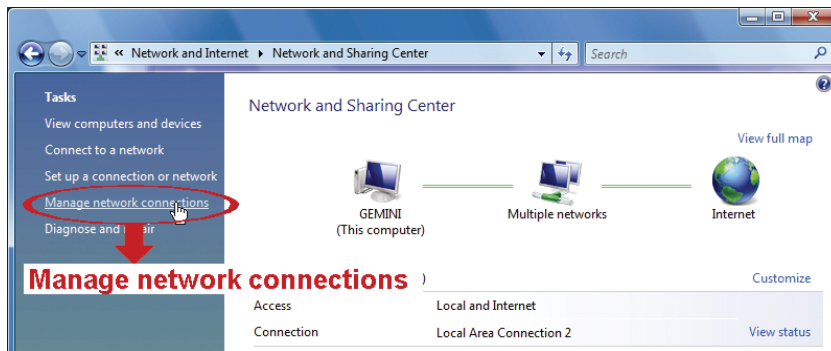 « Network and Internet ▸ Network and Sharing Center
Search
Tasks
View computers and devices
Connect to a network
Set up a connection or network
Manage network connections
Diagnose and
Manage network connections
Network and Sharing Center
View full map
GEMINI
(This computer)
Multiple networks
Internet
) Customize
Access Local and Internet
Connection Local Area Connection 2 View status